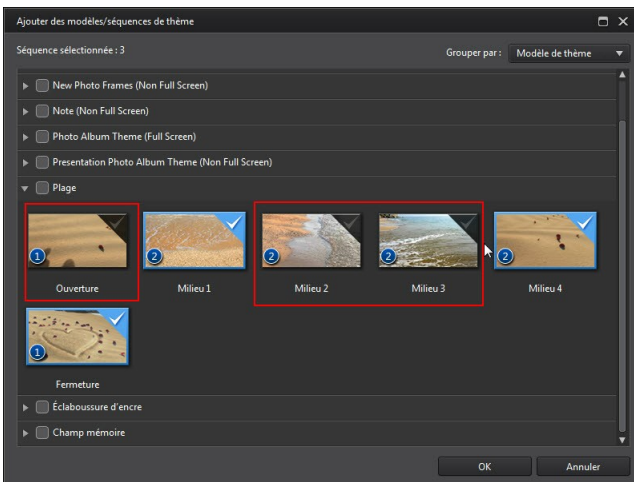 Ajouter des modèles/séquences de thème
Séquence sélectionnée : 3
Grouper par : Modèle de thème
New Photo Frames (Non Full Screen)
Note (Non Full Screen)
Photo Album Theme (Full Screen)
Presentation Photo Album Theme (Non Full Screen)
Plage
1 2 2 2 2
Ouverture Milieu 1 Milieu 2 Milieu 3 Milieu 4
1
Fermeture
Éclaboussure d'encre
Champ mémoire
OK Annuler